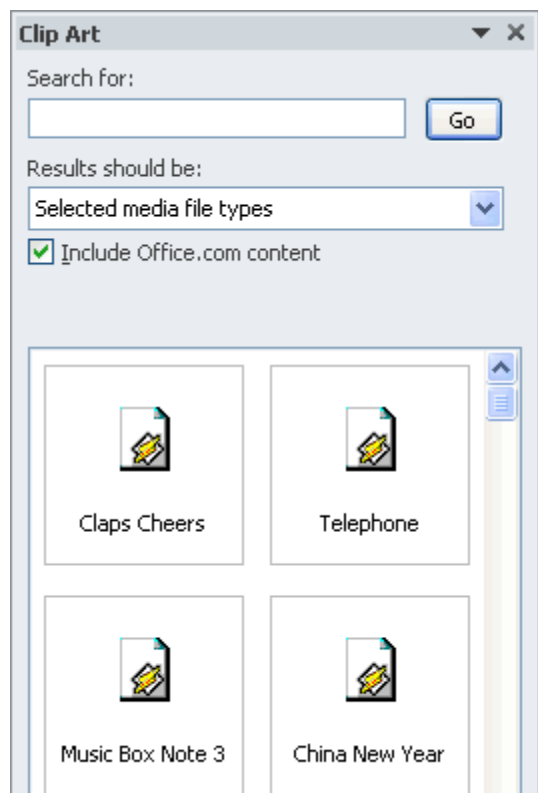 Clip Art
Search for:
Go
Results should be:
Selected media file types
Include Office.com content
Claps Cheers
Telephone
Music Box Note 3
China New Year